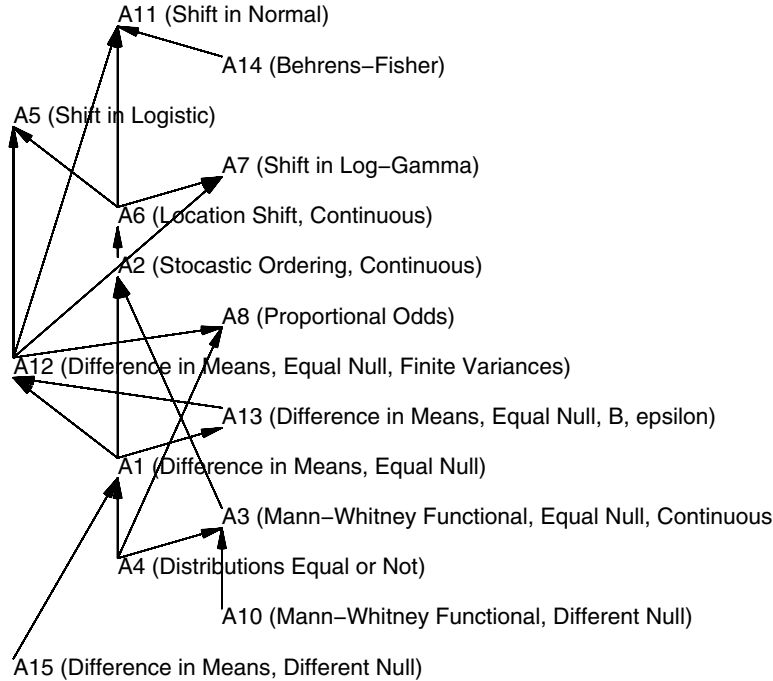 A11 (Shift in Normal)
A14 (Behrens−Fisher)
A5 (Shift in Logistic)
A7 (Shift in Log−Gamma)
A6 (Location Shift, Continuous)
A2 (Stocastic Ordering, Continuous)
A8 (Proportional Odds)
A12 (Difference in Means, Equal Null, Finite Variances)
A13 (Difference in Means, Equal Null, B, epsilon)
A1 (Difference in Means, Equal Null)
A3 (Mann−Whitney Functional, Equal Null, Continuous
A4 (Distributions Equal or Not)
A10 (Mann−Whitney Functional, Different Null)
A15 (Difference in Means, Different Null)